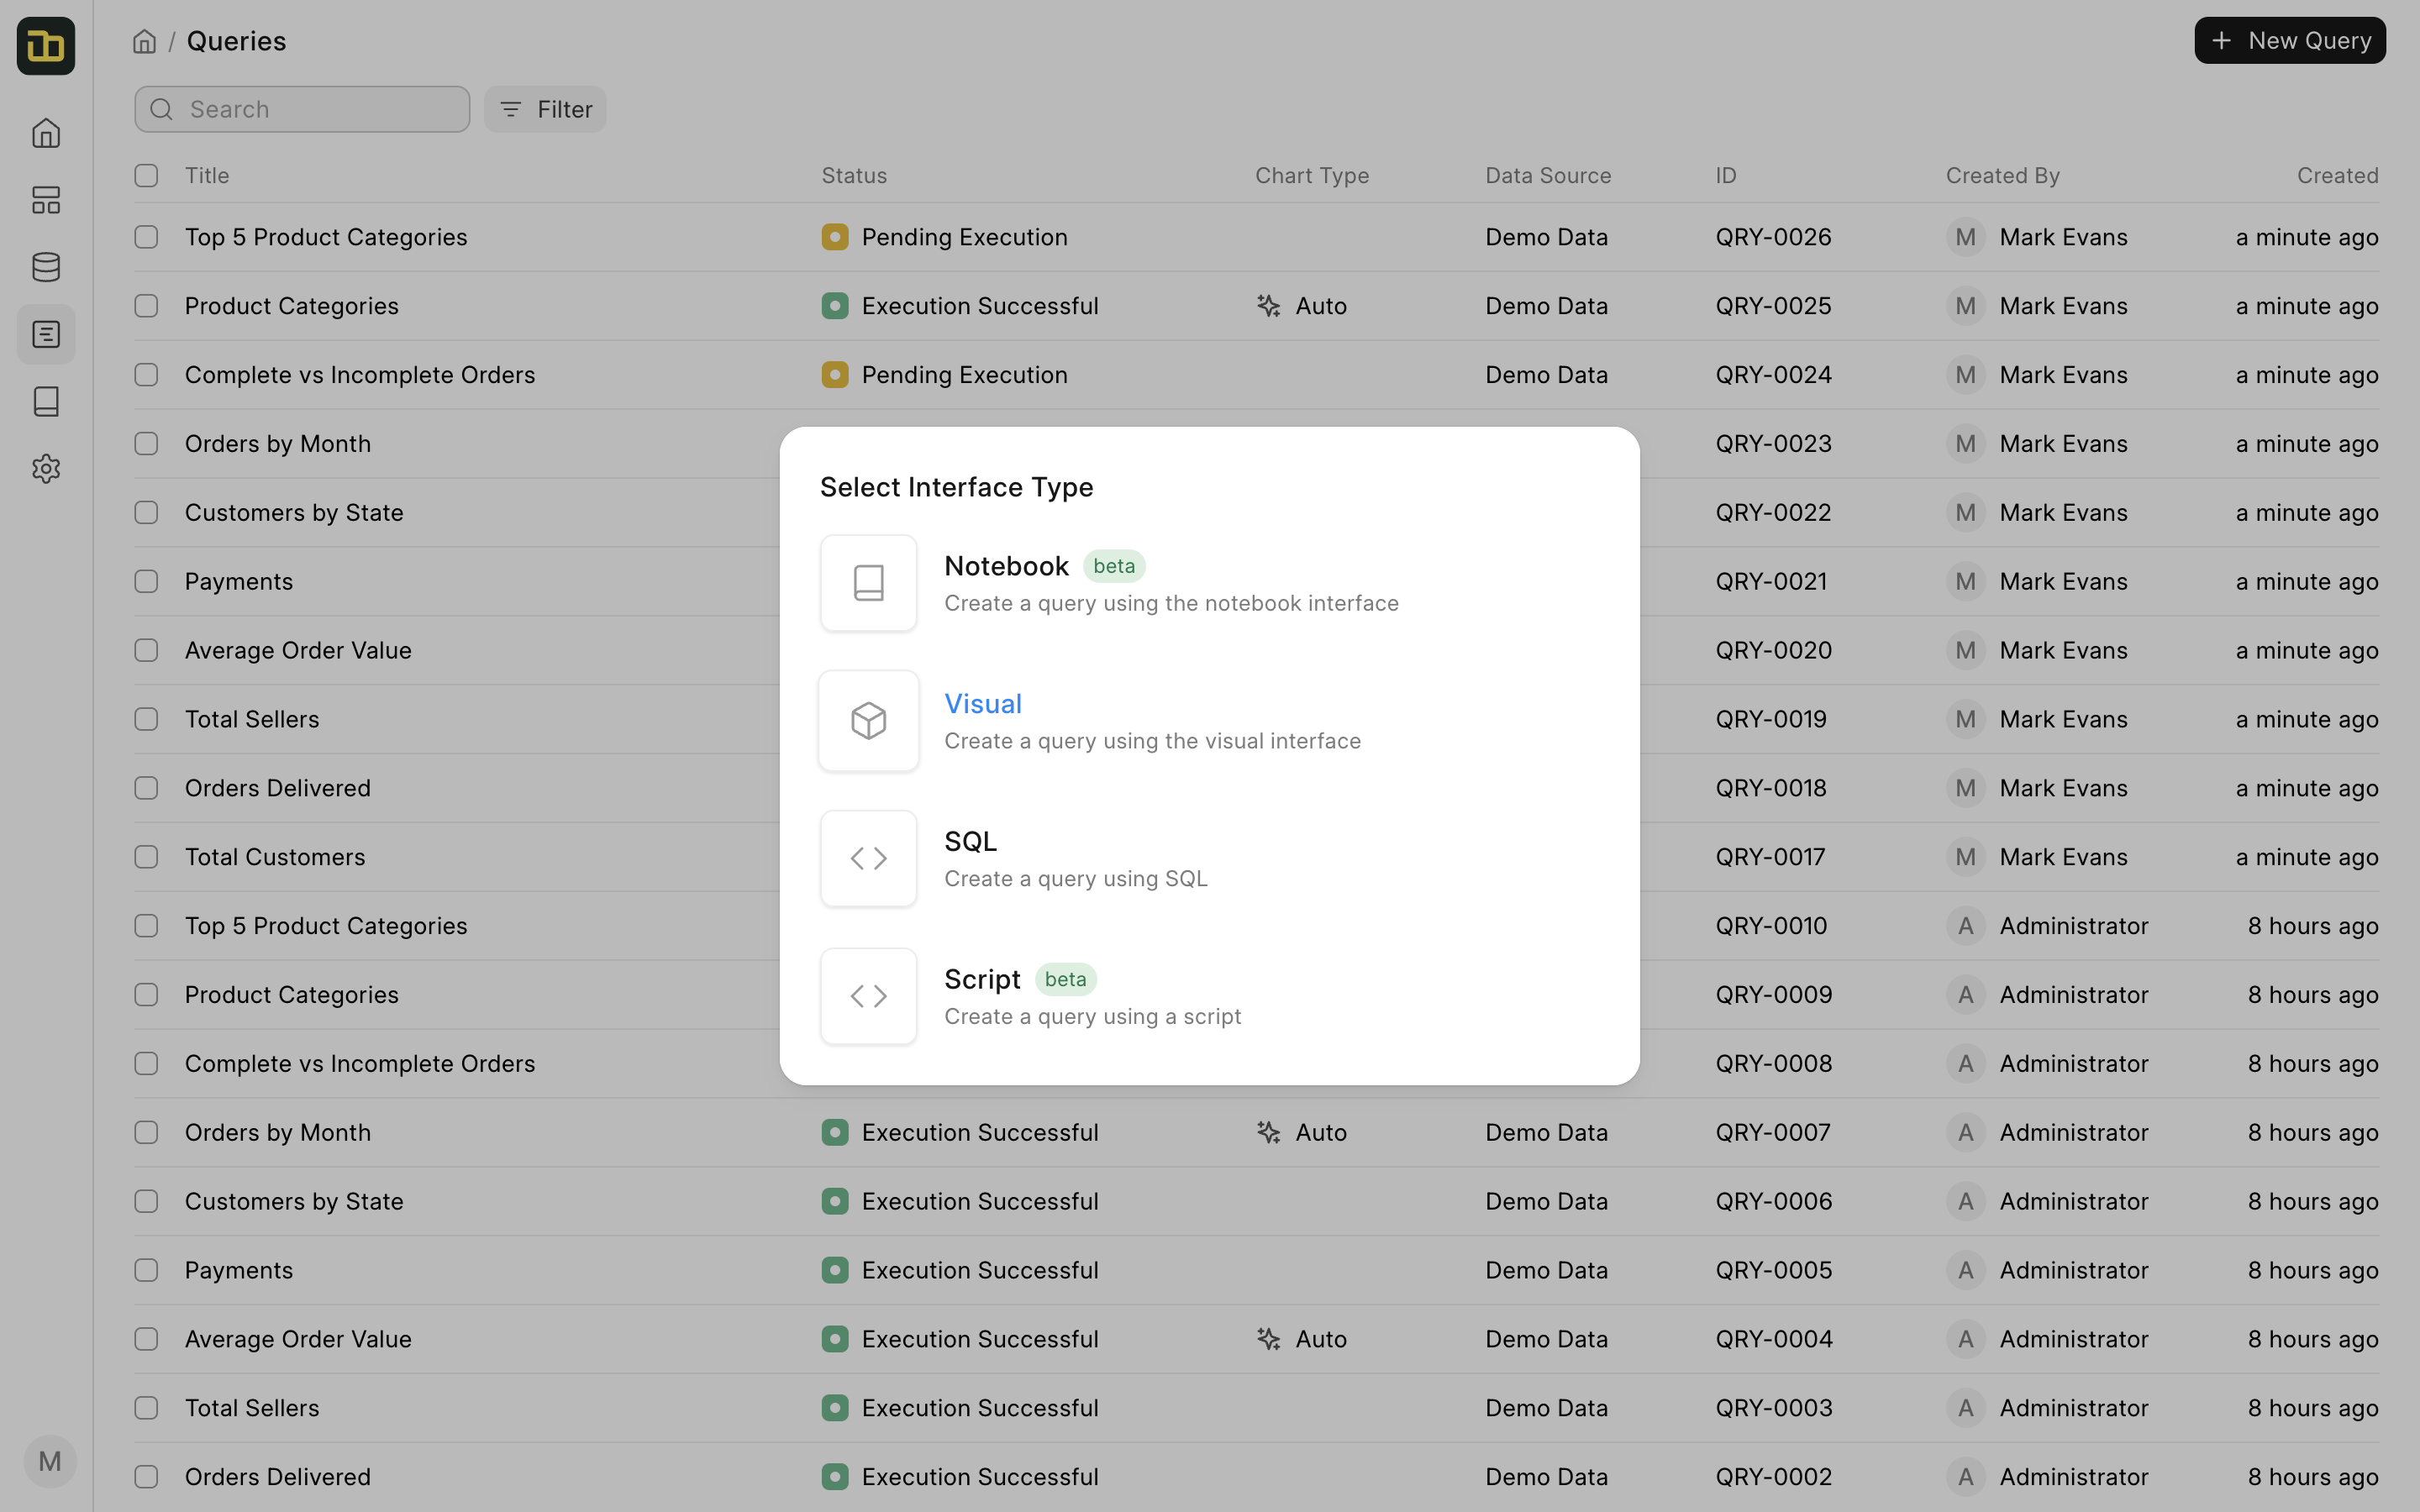 / Queries
New Query
Search
Filter
Title Status Chart Type Data Source ID Created By Created
Top 5 Product Categories Pending Execution Demo Data QRY-0026 M Mark Evans a minute ago
Product Categories Execution Successful Auto Demo Data QRY-0025 M Mark Evans a minute ago
Complete vs Incomplete Orders Pending Execution Demo Data QRY-0024 M Mark Evans a minute ago
Orders by Month QRY-0023 M Mark Evans a minute ago
Customers by State QRY-0022 M Mark Evans a minute ago
Payments QRY-0021 M Mark Evans a minute ago
Average Order Value QRY-0020 M Mark Evans a minute ago
Total Sellers QRY-0019 M Mark Evans a minute ago
Orders Delivered QRY-0018 M Mark Evans a minute ago
Total Customers QRY-0017 M Mark Evans a minute ago
Top 5 Product Categories QRY-0010 A Administrator 8 hours ago
Product Categories QRY-0009 A Administrator 8 hours ago
Complete vs Incomplete Orders QRY-0008 A Administrator 8 hours ago
Orders by Month Execution Successful Auto Demo Data QRY-0007 A Administrator 8 hours ago
Customers by State Execution Successful Demo Data QRY-0006 A Administrator 8 hours ago
Payments Execution Successful Demo Data QRY-0005 A Administrator 8 hours ago
Average Order Value Execution Successful Auto Demo Data QRY-0004 A Administrator 8 hours ago
Total Sellers Execution Successful Demo Data QRY-0003 A Administrator 8 hours ago
Orders Delivered Execution Successful Demo Data QRY-0002 A Administrator 8 hours ago
M
Select Interface Type
Notebook beta
Create a query using the notebook interface
Visual
Create a query using the visual interface
SQL
Create a query using SQL
Script beta
Create a query using a script